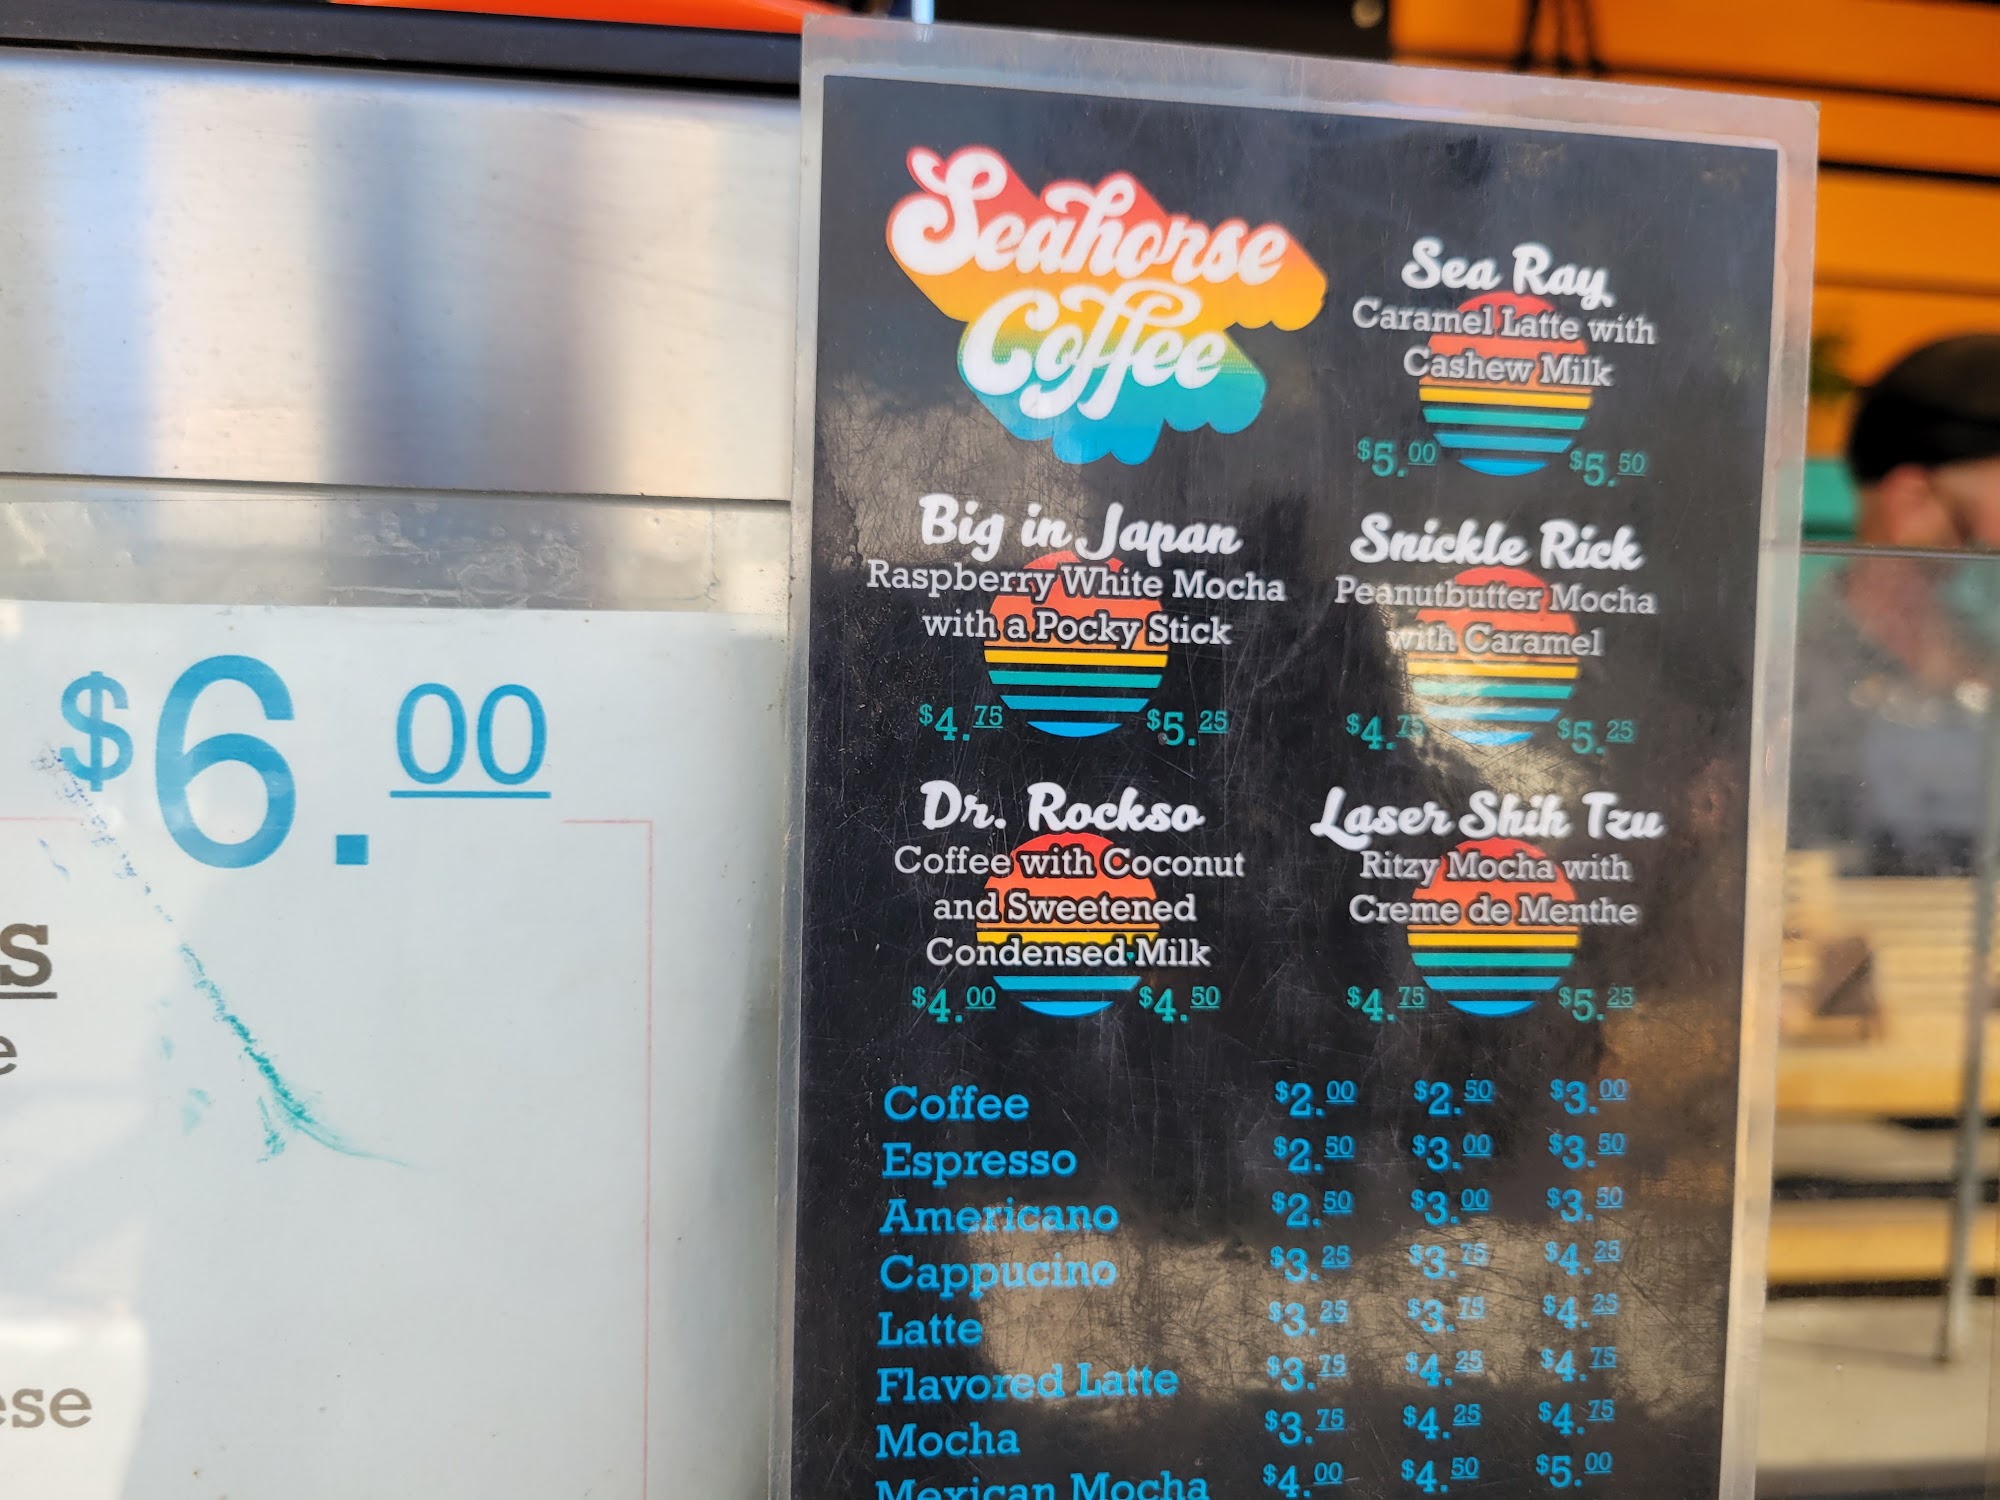 $6.00
s
e
ese
Seahorse
Coffee
Sea Ray
Caramel Latte with
Cashew Milk
$5.00 $5.50
Big in Japan
Raspberry White Mocha
with a Pocky Stick
$4.75 $5.25
Snickle Rick
Peanutbutter Mocha
with Caramel
$4.75 $5.25
Dr. Rockso
Coffee with Coconut
and Sweetened
Condensed Milk
$4.00 $4.50
Laser Shih Tzu
Ritzy Mocha with
Creme de Menthe
$4.75 $5.25
Coffee $2.00 $2.50 $3.00
Espresso $2.50 $3.00 $3.50
Americano $2.50 $3.00 $3.50
Cappucino $3.25 $3.75 $4.25
Latte $3.25 $3.75 $4.25
Flavored Latte $3.75 $4.25 $4.75
Mocha $3.75 $4.25 $4.75
Mexican Mocha $4.00 $4.50 $5.00